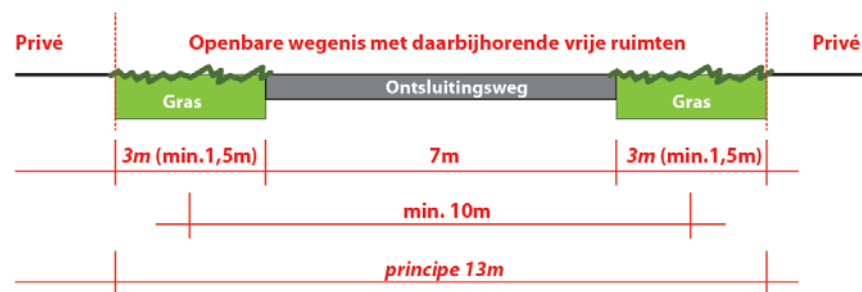 Privé
Openbare wegenis met daarbijhorende vrije ruimten
Privé
Gras
Ontsluitingsweg
Gras
3m (min.1,5m)
7m
3m (min.1,5m)
min. 10m
principe 13m